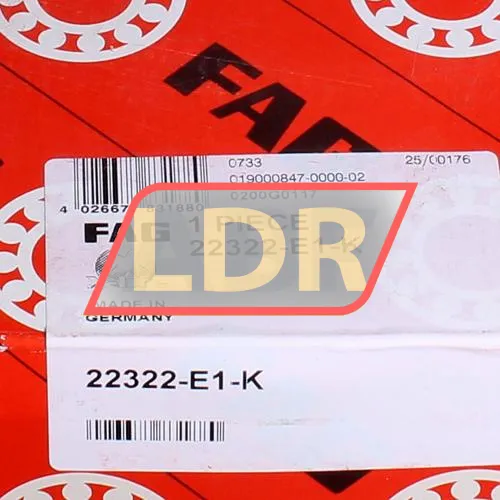 FAG
0733 25/00176
019000847-0000-02
0200G0117
FAG 1 PIECE
22322-E1-K
LDR
MADE IN
GERMANY
22322-E1-K